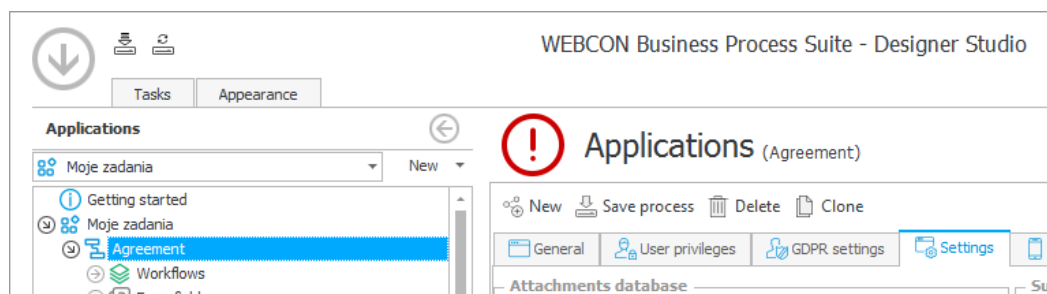 WEBCON Business Process Suite - Designer Studio
Tasks Appearance
Applications
Moje zadania New
Getting started
Moje zadania
Agreement
Workflows
Applications (Agreement)
New Save process Delete Clone
General User privileges GDPR settings Settings
Attachments database